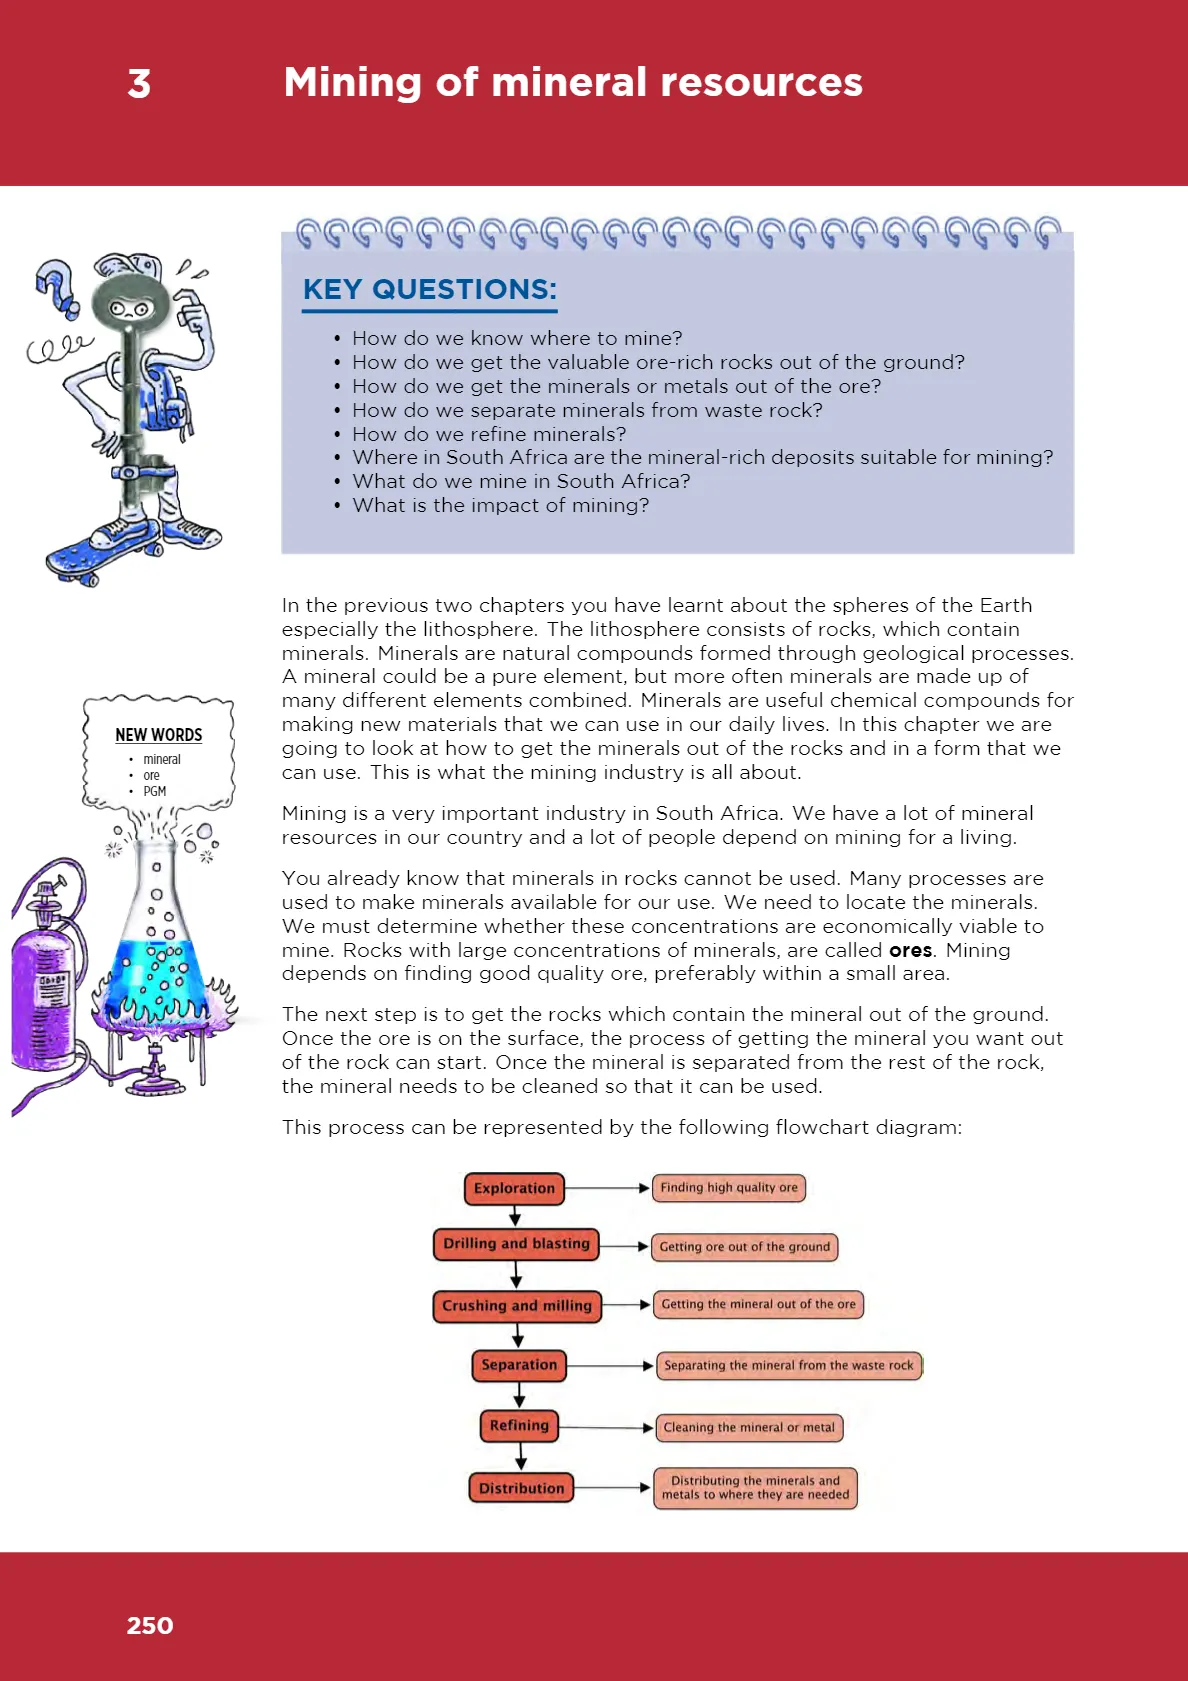 3 Mining of mineral resources
KEY QUESTIONS:
• How do we know where to mine?
• How do we get the valuable ore-rich rocks out of the ground?
• How do we get the minerals or metals out of the ore?
• How do we separate minerals from waste rock?
• How do we refine minerals?
• Where in South Africa are the mineral-rich deposits suitable for mining?
• What do we mine in South Africa?
• What is the impact of mining?
In the previous two chapters you have learnt about the spheres of the Earth
especially the lithosphere. The lithosphere consists of rocks, which contain
minerals. Minerals are natural compounds formed through geological processes.
A mineral could be a pure element, but more often minerals are made up of
many different elements combined. Minerals are useful chemical compounds for
making new materials that we can use in our daily lives. In this chapter we are
going to look at how to get the minerals out of the rocks and in a form that we
can use. This is what the mining industry is all about.
NEW WORDS
• mineral
• ore
• PGM
Mining is a very important industry in South Africa. We have a lot of mineral
resources in our country and a lot of people depend on mining for a living.
You already know that minerals in rocks cannot be used. Many processes are
used to make minerals available for our use. We need to locate the minerals.
We must determine whether these concentrations are economically viable to
mine. Rocks with large concentrations of minerals, are called ores. Mining
depends on finding good quality ore, preferably within a small area.
The next step is to get the rocks which contain the mineral out of the ground.
Once the ore is on the surface, the process of getting the mineral you want out
of the rock can start. Once the mineral is separated from the rest of the rock,
the mineral needs to be cleaned so that it can be used.
This process can be represented by the following flowchart diagram:
Exploration
Finding high quality ore
Drilling and blasting
Getting ore out of the ground
Crushing and milling
Getting the mineral out of the ore
Separation
Separating the mineral from the waste rock
Refining
Cleaning the mineral or metal
Distribution
Distributing the minerals and
metals to where they are needed
250